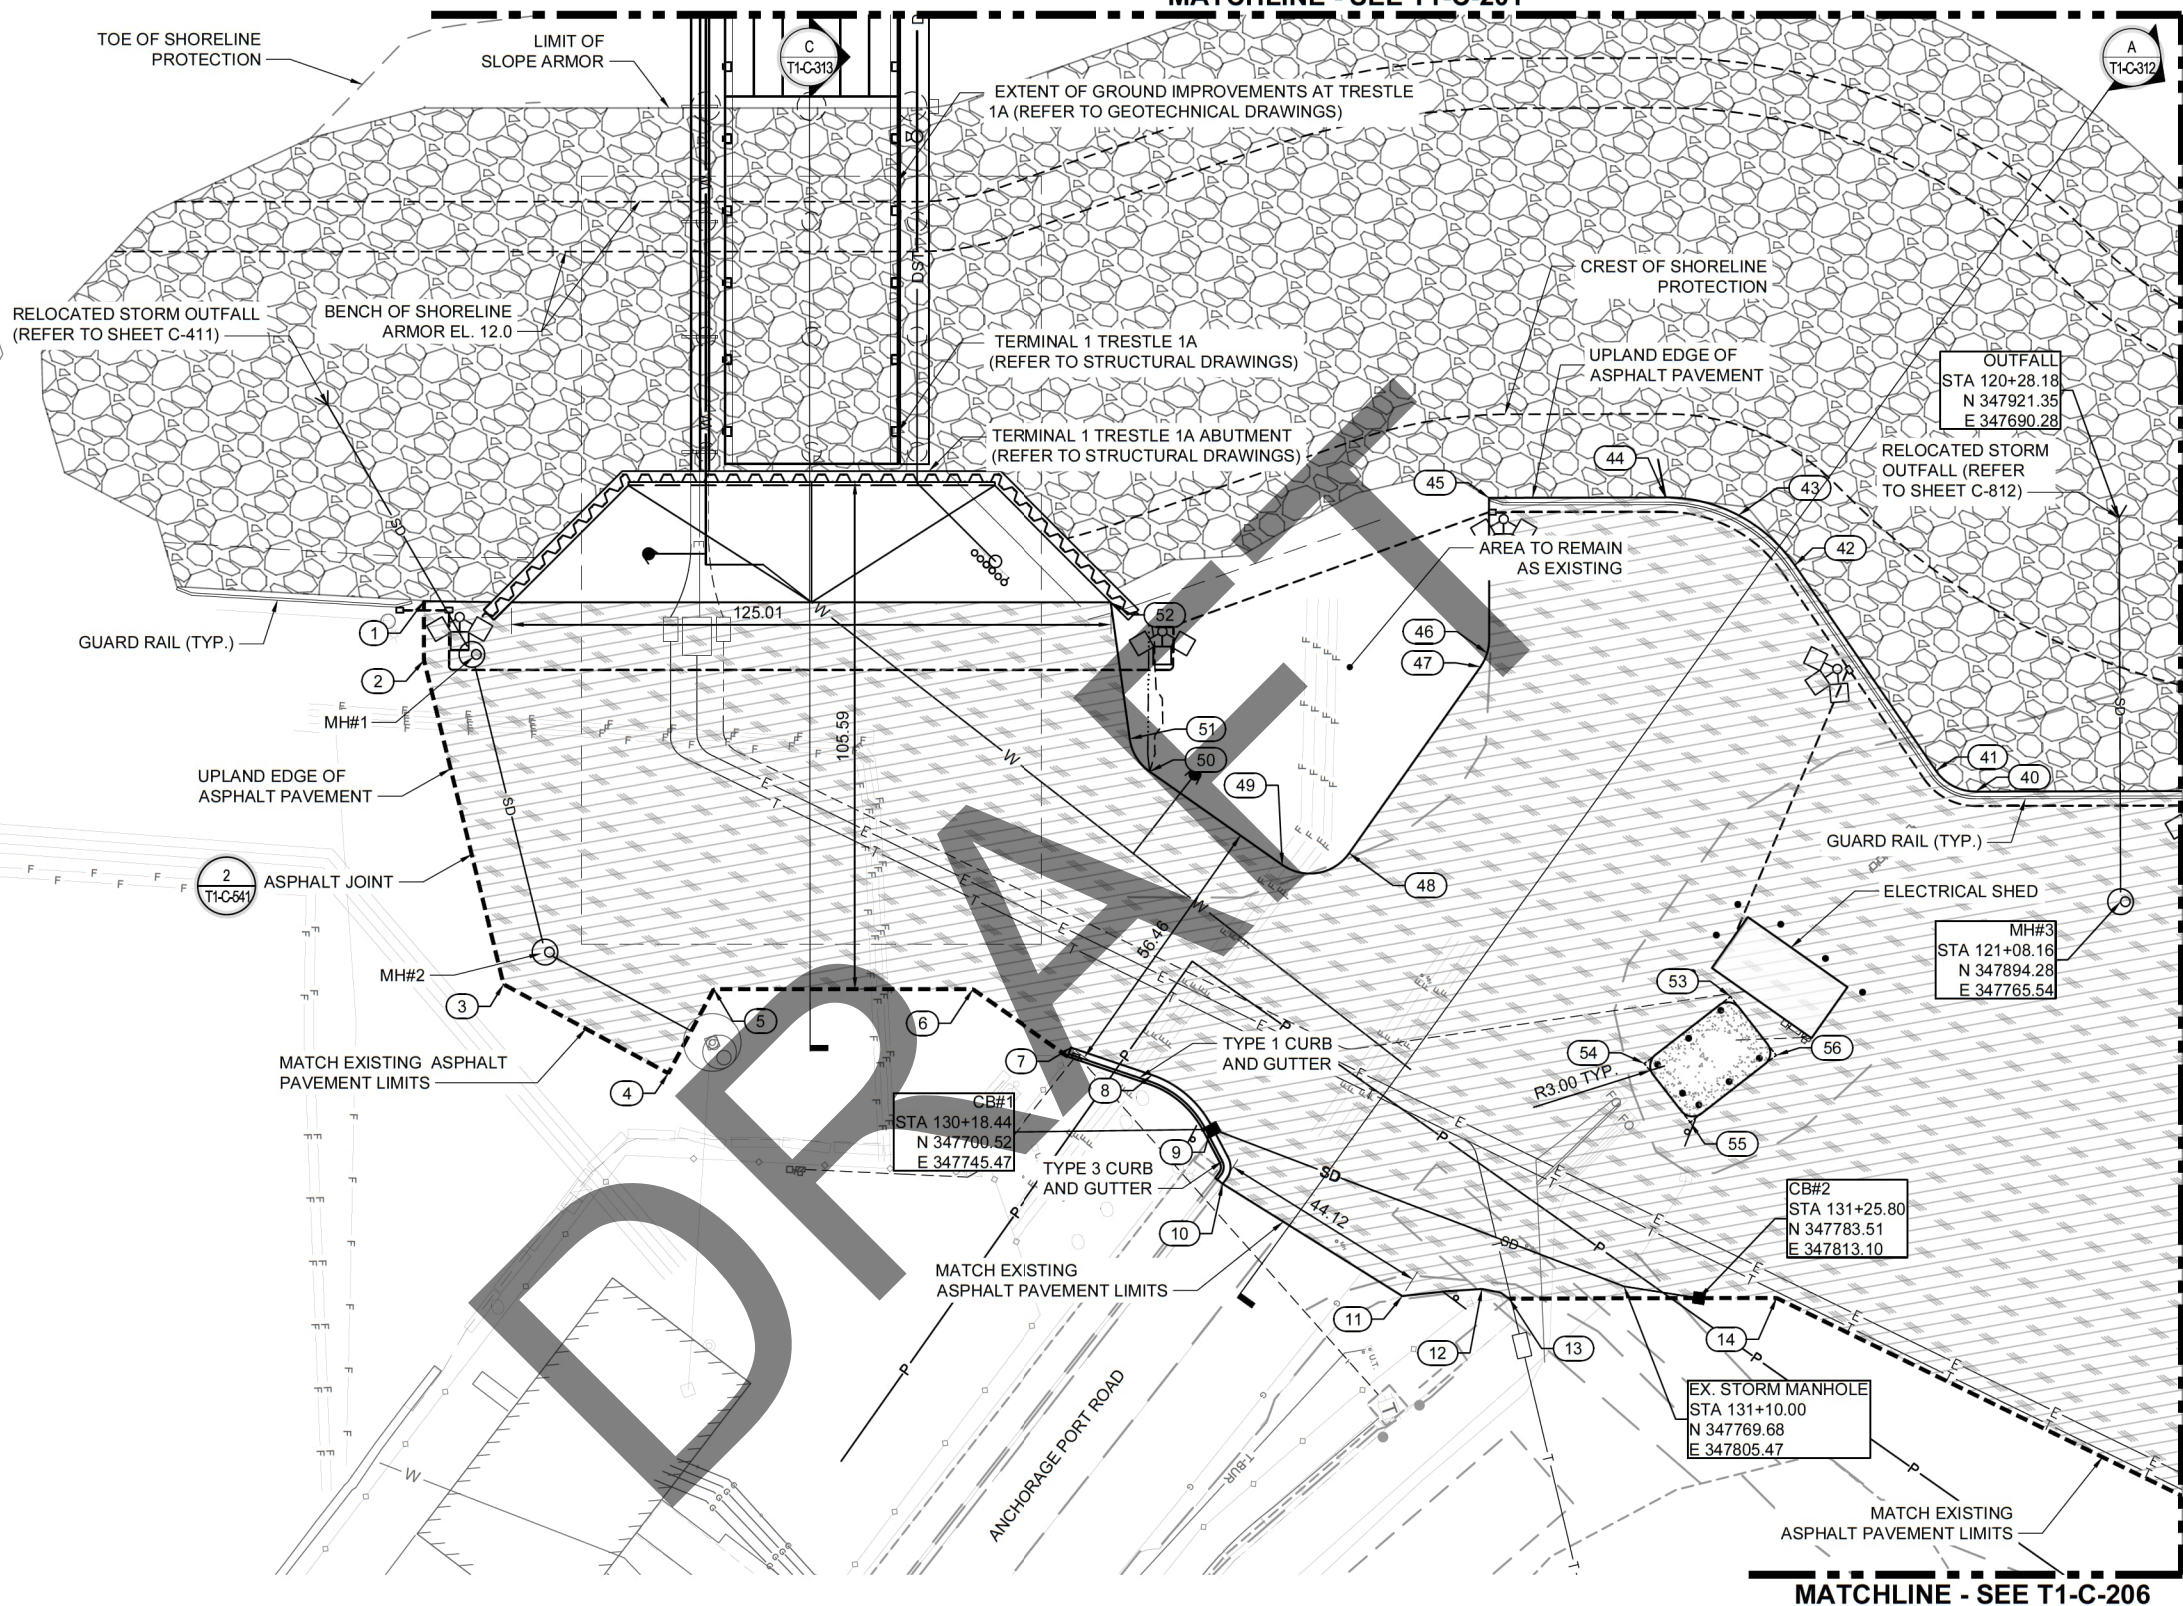 MATCHLINE - SEE T1-C-201
TOE OF SHORELINE
PROTECTION
LIMIT OF
SLOPE ARMOR
C
T1-C-313
A
T1-C-312
EXTENT OF GROUND IMPROVEMENTS AT TRESTLE
1A (REFER TO GEOTECHNICAL DRAWINGS)
CREST OF SHORELINE
PROTECTION
RELOCATED STORM OUTFALL
(REFER TO SHEET C-411)
BENCH OF SHORELINE
ARMOR EL. 12.0
TERMINAL 1 TRESTLE 1A
(REFER TO STRUCTURAL DRAWINGS)
UPLAND EDGE OF
ASPHALT PAVEMENT
OUTFALL
STA 120+28.18
N 347921.35
E 347690.28
TERMINAL 1 TRESTLE 1A ABUTMENT
(REFER TO STRUCTURAL DRAWINGS)
RELOCATED STORM
OUTFALL (REFER
TO SHEET C-812)
45
44
43
42
SD
AREA TO REMAIN
AS EXISTING
GUARD RAIL (TYP.)
1
2
125.01
W
52
46
47
MH#1
105.59
51
50
49
41
40
SD
UPLAND EDGE OF
ASPHALT PAVEMENT
SD
W
E
T
GUARD RAIL (TYP.)
2
T1-C-541
ASPHALT JOINT
48
ELECTRICAL SHED
W
56.46
MH#2
3
MH#3
STA 121+08.16
N 347894.28
E 347765.54
53
5
6
MATCH EXISTING ASPHALT
PAVEMENT LIMITS
4
7
8
TYPE 1 CURB
AND GUTTER
54
56
R3.00 TYP.
FO
FO
CB#1
STA 130+18.44
N 347700.52
E 347745.47
9
55
TYPE 3 CURB
AND GUTTER
SD
44.12
10
CB#2
STA 131+25.80
N 347783.51
E 347813.10
SD
MATCH EXISTING
ASPHALT PAVEMENT LIMITS
11
12
13
14
U.T.
T
EX. STORM MANHOLE
STA 131+10.00
N 347769.68
E 347805.47
ANCHORAGE PORT ROAD
T-BUR
W
MATCH EXISTING
ASPHALT PAVEMENT LIMITS
MATCHLINE - SEE T1-C-206
DRAFT